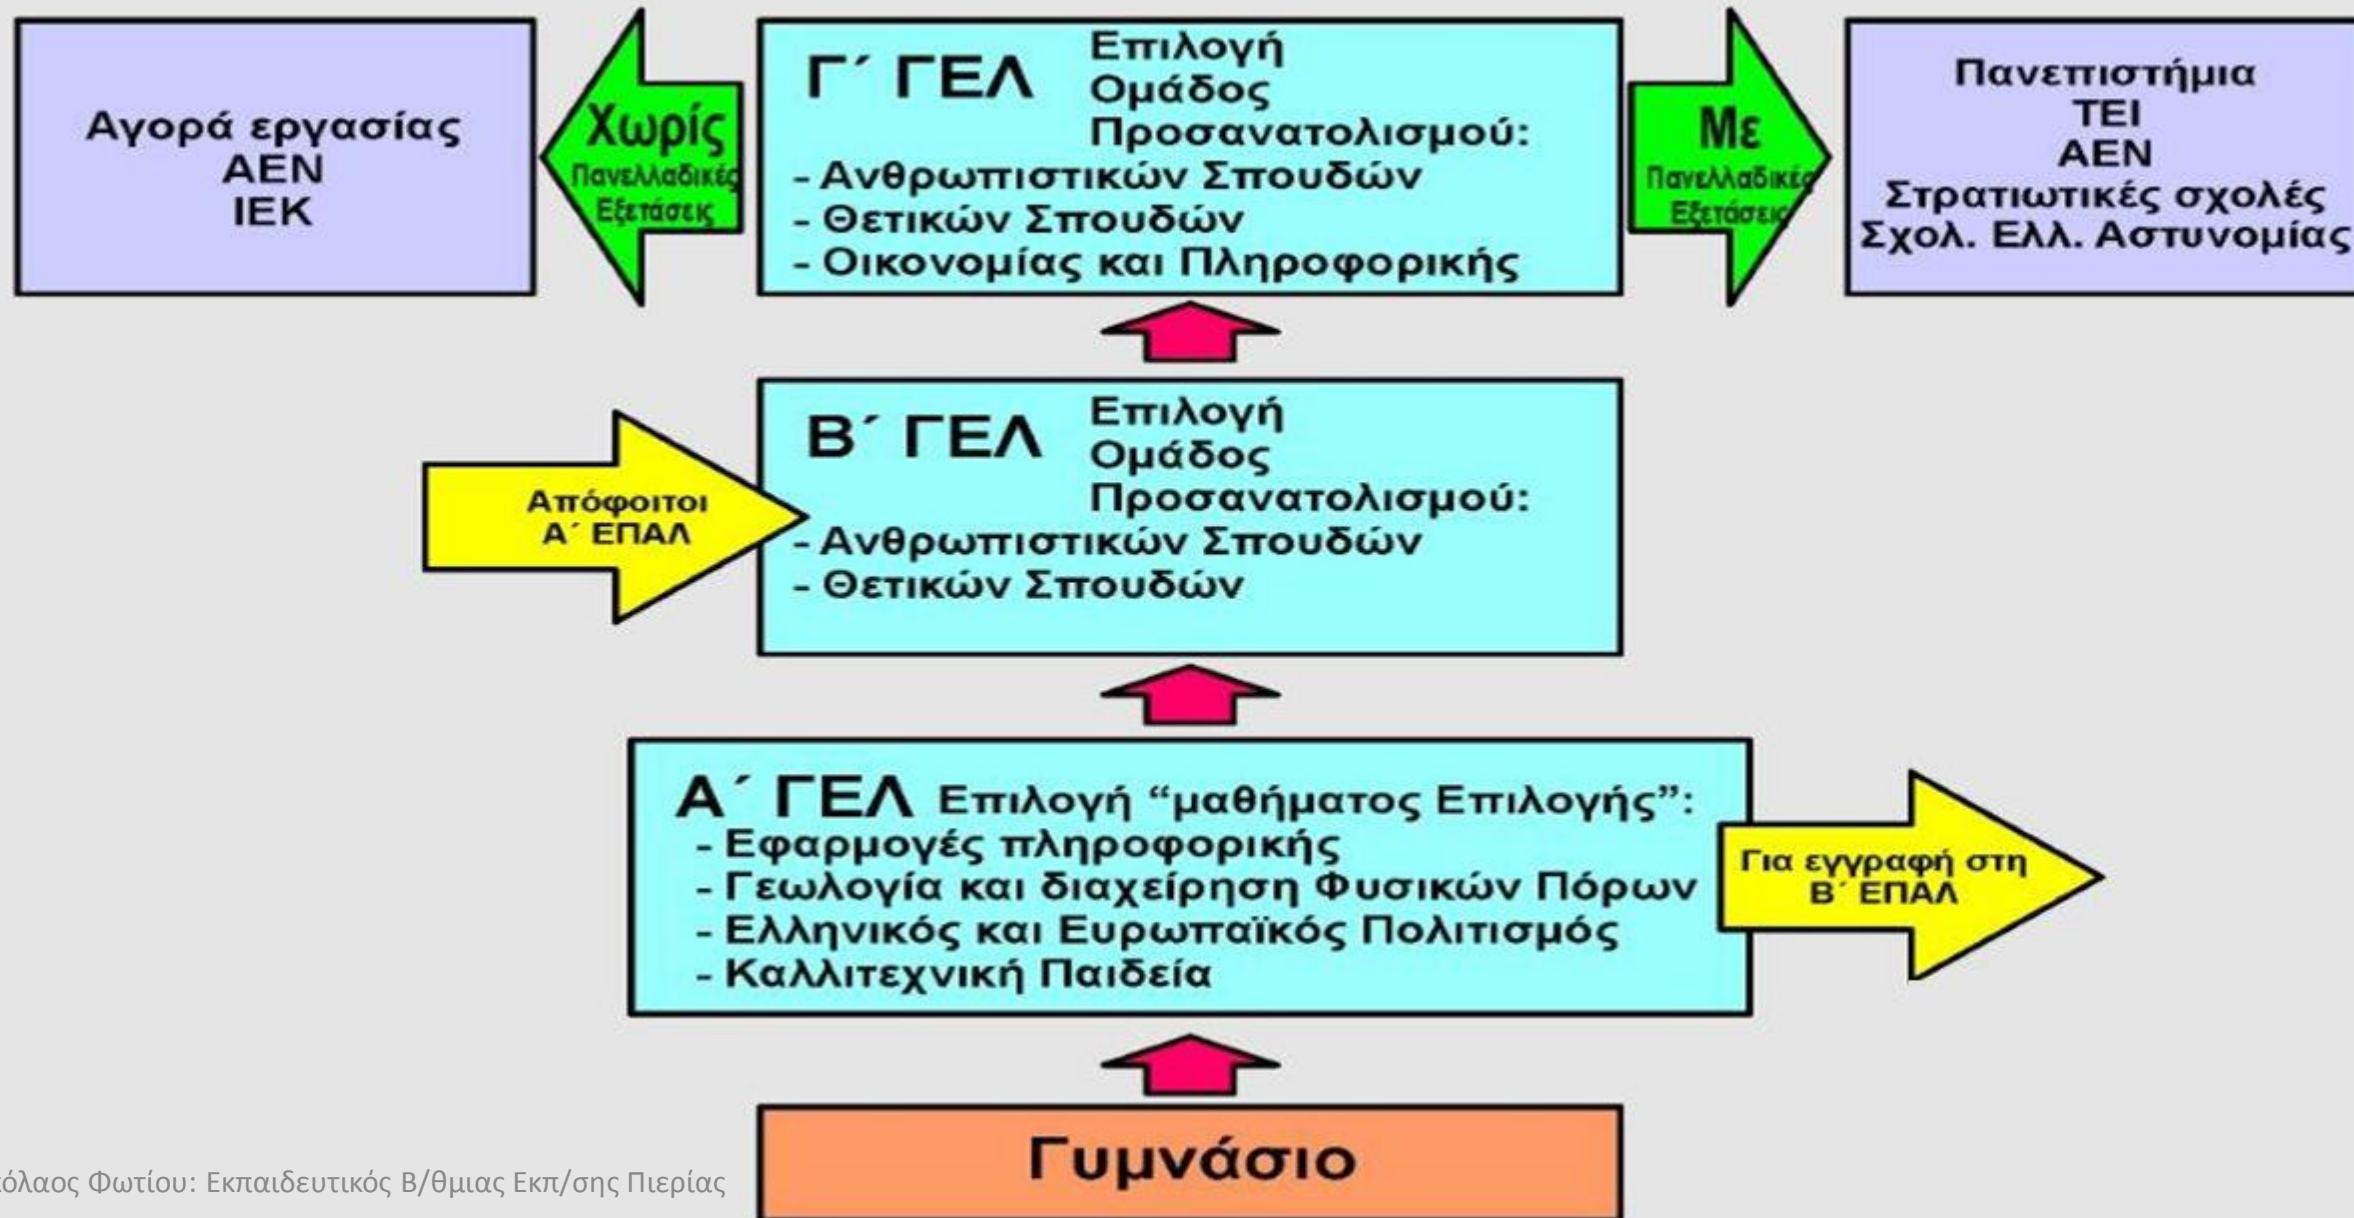 Αγορά εργασίας
ΑΕΝ
ΙΕΚ
Χωρίς
Πανελλαδικές
Εξετάσεις
Γ΄ ΓΕΛ Επιλογή
Ομάδος
Προσανατολισμού:
- Ανθρωπιστικών Σπουδών
- Θετικών Σπουδών
- Οικονομίας και Πληροφορικής
Με
Πανελλαδικές
Εξετάσεις
Πανεπιστήμια
ΤΕΙ
ΑΕΝ
Στρατιωτικές σχολές
Σχολ. Ελλ. Αστυνομίας
Απόφοιτοι
Α΄ ΕΠΑΛ
Β΄ ΓΕΛ Επιλογή
Ομάδος
Προσανατολισμού:
- Ανθρωπιστικών Σπουδών
- Θετικών Σπουδών
Α΄ ΓΕΛ Επιλογή “μαθήματος Επιλογής”:
- Εφαρμογές πληροφορικής
- Γεωλογία και διαχείρηση Φυσικών Πόρων
- Ελληνικός και Ευρωπαϊκός Πολιτισμός
- Καλλιτεχνική Παιδεία
Για εγγραφή στη
Β΄ ΕΠΑΛ
Γυμνάσιο
Φωτίου: Εκπαιδευτικός Β/θμιας Εκπ/σης Πιερίας